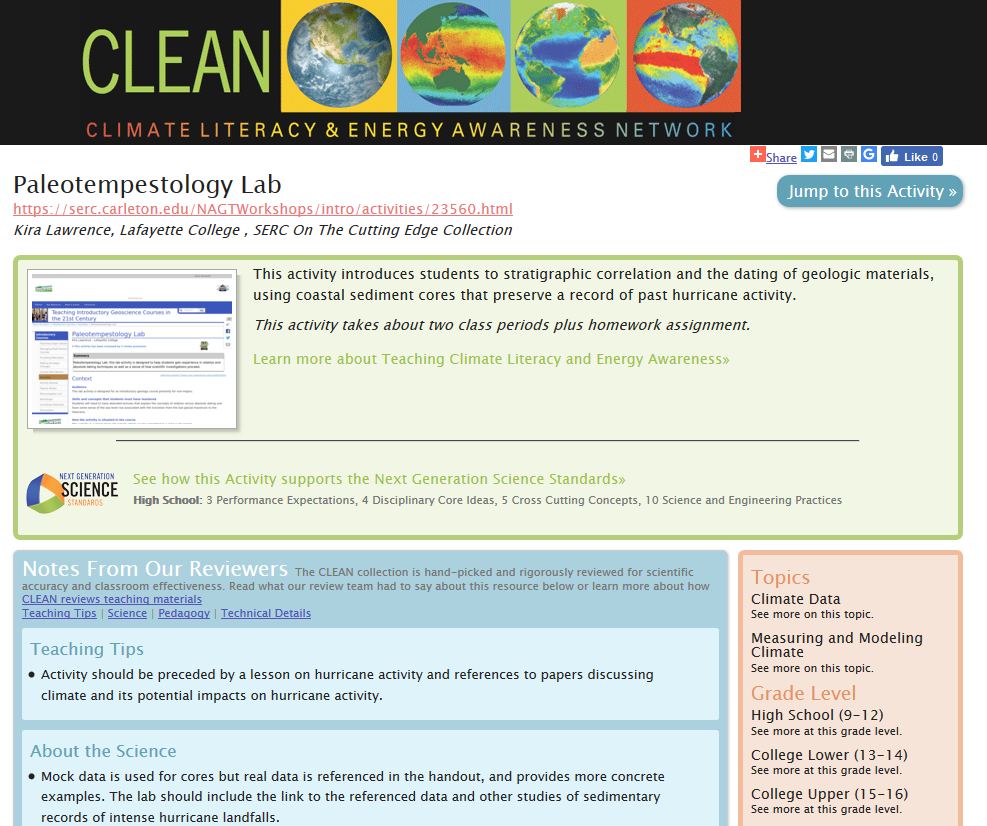 CLEAN
CLIMATE LITERACY & ENERGY AWARENESS NETWORK
Share
Like 0
Paleotempestology Lab
Jump to this Activity »
https://serc.carleton.edu/NAGTWorkshops/intro/activities/23560.html
Kira Lawrence, Lafayette College , SERC On The Cutting Edge Collection
Teaching Introductory Geoscience Courses in
the 21st Century
Paleotempestology Lab
Summary
Context
This activity introduces students to stratigraphic correlation and the dating of geologic materials,
using coastal sediment cores that preserve a record of past hurricane activity.
This activity takes about two class periods plus homework assignment.
Learn more about Teaching Climate Literacy and Energy Awareness»
NEXT GENERATION
SCIENCE
STANDARDS
See how this Activity supports the Next Generation Science Standards»
High School: 3 Performance Expectations, 4 Disciplinary Core Ideas, 5 Cross Cutting Concepts, 10 Science and Engineering Practices
Notes From Our Reviewers The CLEAN collection is hand-picked and rigorously reviewed for scientific
accuracy and classroom effectiveness. Read what our review team had to say about this resource below or learn more about how
CLEAN reviews teaching materials
Teaching Tips | Science | Pedagogy | Technical Details
Teaching Tips
• Activity should be preceded by a lesson on hurricane activity and references to papers discussing
climate and its potential impacts on hurricane activity.
About the Science
• Mock data is used for cores but real data is referenced in the handout, and provides more concrete
examples. The lab should include the link to the referenced data and other studies of sedimentary
records of intense hurricane landfalls.
Topics
Climate Data
See more on this topic.
Measuring and Modeling
Climate
See more on this topic.
Grade Level
High School (9-12)
See more at this grade level.
College Lower (13-14)
See more at this grade level.
College Upper (15-16)
See more at this grade level.